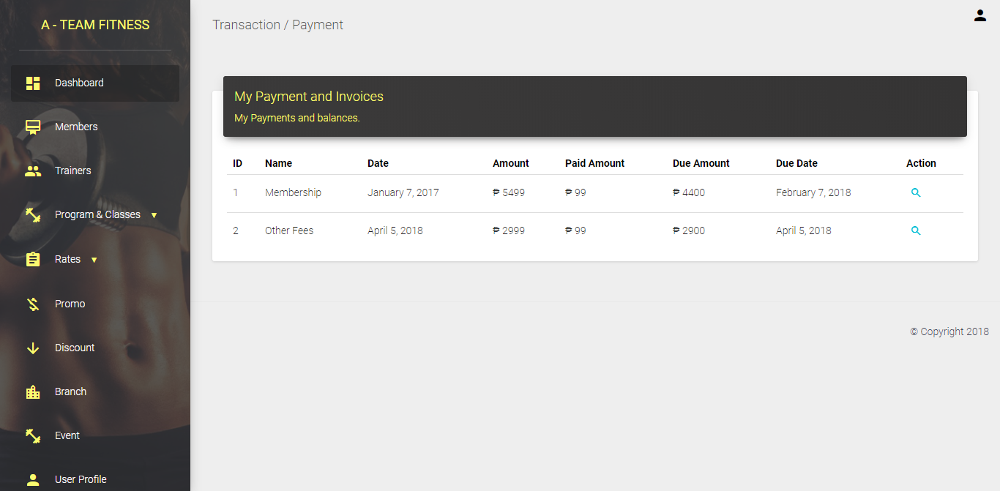 A - TEAM FITNESS
Dashboard
Members
Trainers
Program & Classes ▼
Rates ▼
Promo
Discount
Branch
Event
User Profile
Transaction / Payment
My Payment and Invoices
My Payments and balances.
ID Name Date Amount Paid Amount Due Amount Due Date Action
1 Membership January 7, 2017 ₱ 5499 ₱ 99 ₱ 4400 February 7, 2018
2 Other Fees April 5, 2018 ₱ 2999 ₱ 99 ₱ 2900 April 5, 2018
© Copyright 2018